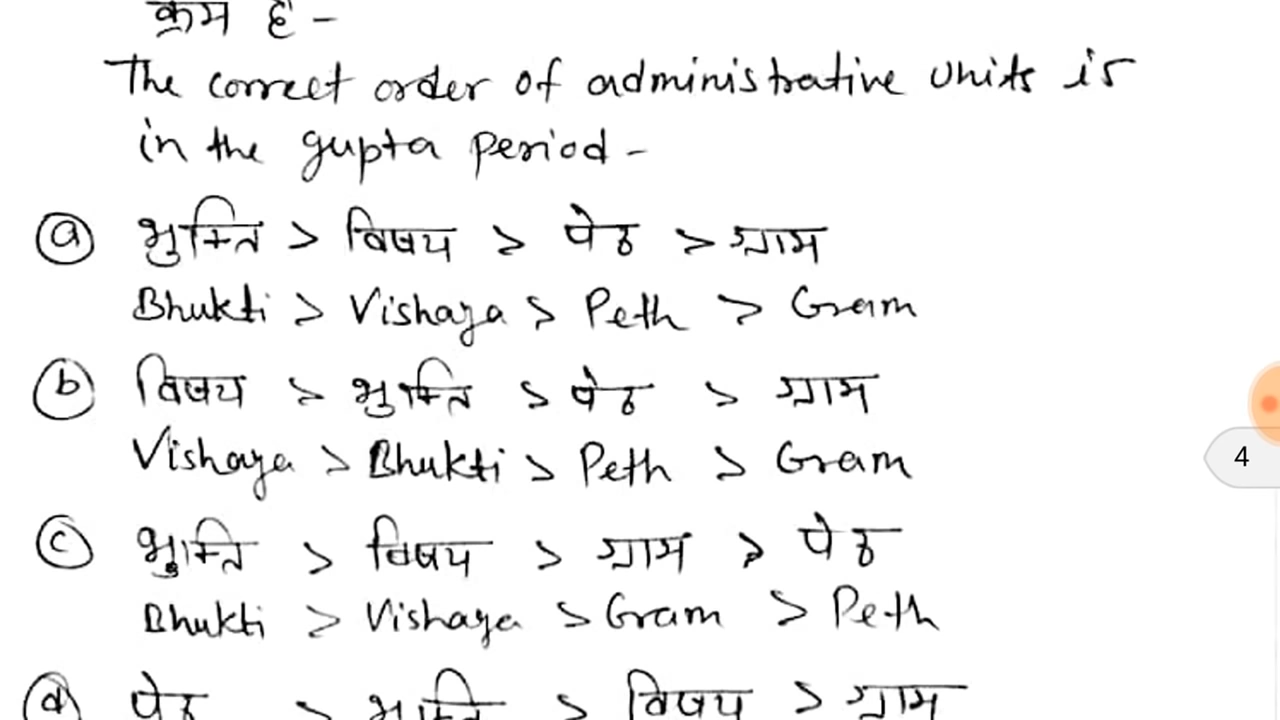 क्रम है -
The correct order of administrative units is
in the gupta period -
(a) भुक्ति > विषय > पेठ > ग्राम
Bhukti > Vishaya > Peth > Gram
(b) विषय > भुक्ति > पेठ > ग्राम
Vishaya > Bhukti > Peth > Gram
4
(c) भुक्ति > विषय > ग्राम > पेठ
Bhukti > Vishaya > Gram > Peth
(d) पेठ > भुक्ति > विषय > ग्राम